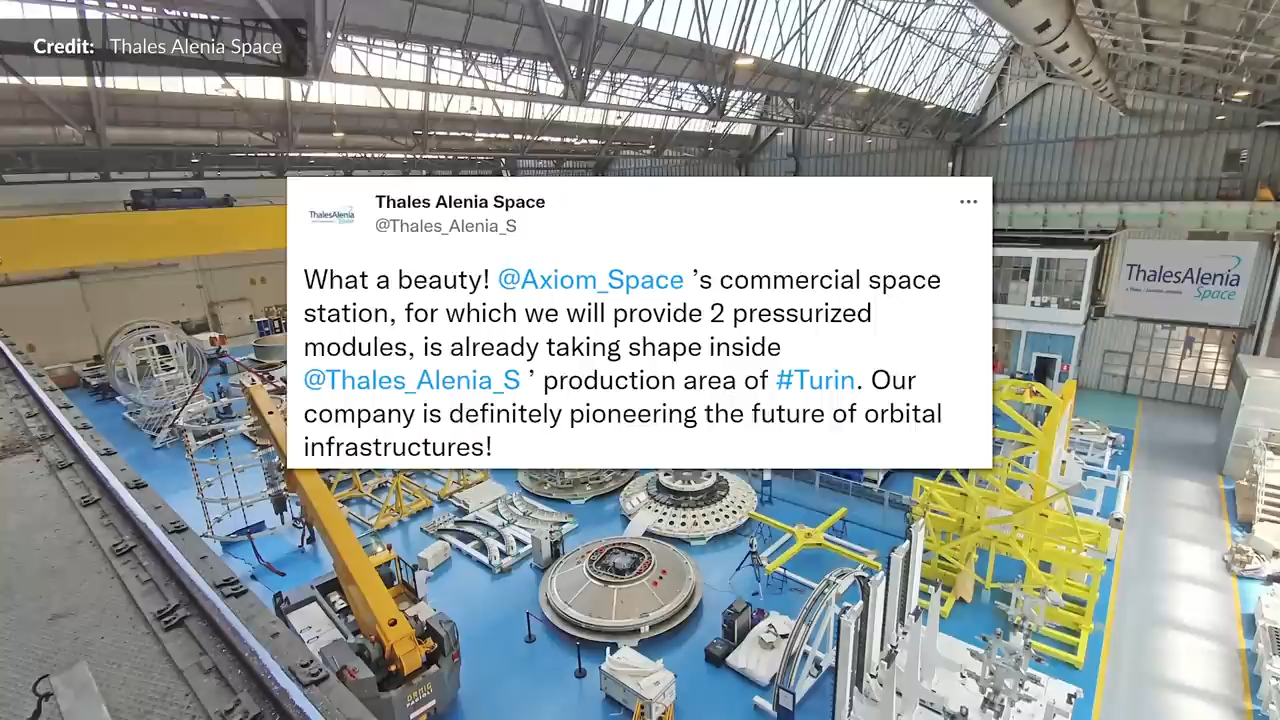 Credit: Thales Alenia Space
Thales Alenia Space
@Thales_Alenia_S
ThalesAlenia
Space
What a beauty! @Axiom_Space ’s commercial space
station, for which we will provide 2 pressurized
modules, is already taking shape inside
@Thales_Alenia_S ’ production area of #Turin. Our
company is definitely pioneering the future of orbital
infrastructures!
ThalesAlenia
Space